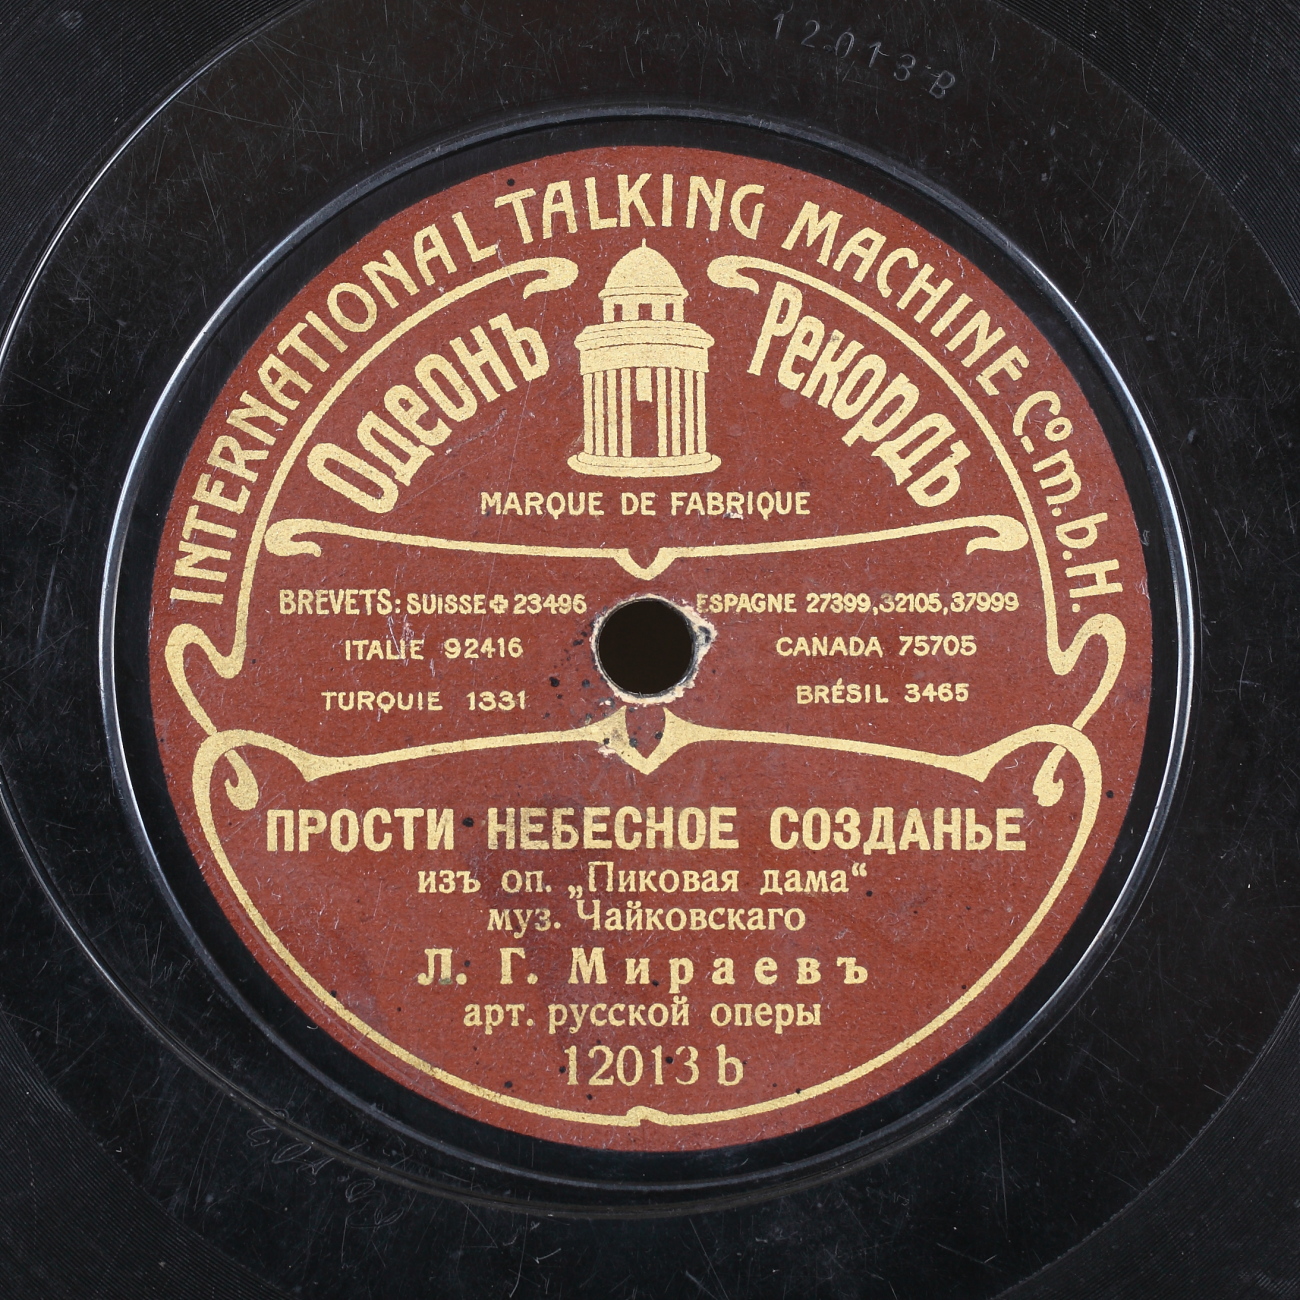 12013B
INTERNATIONAL TALKING MACHINE Co. m.b.H.
Одеонъ Рекордъ
MARQUE DE FABRIQUE
BREVETS: SUISSE ✚ 23496 ESPAGNE 27399,32105,37999
ITALIE 92416 CANADA 75705
TURQUIE 1331 BRÉSIL 3465
ПРОСТИ НЕБЕСНОЕ СОЗДАНЬЕ
изъ оп. „Пиковая дама“
муз. Чайковскаго
Л. Г. Мираевъ
арт. русской оперы
12013 b